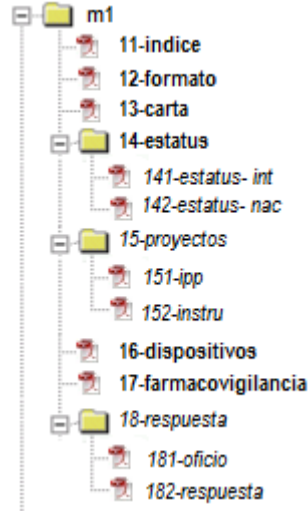 m1
11-indice
12-formato
13-carta
14-estatus
141-estatus- int
142-estatus- nac
15-proyectos
151-ipp
152-instru
16-dispositivos
17-farmacovigilancia
18-respuesta
181-oficio
182-respuesta